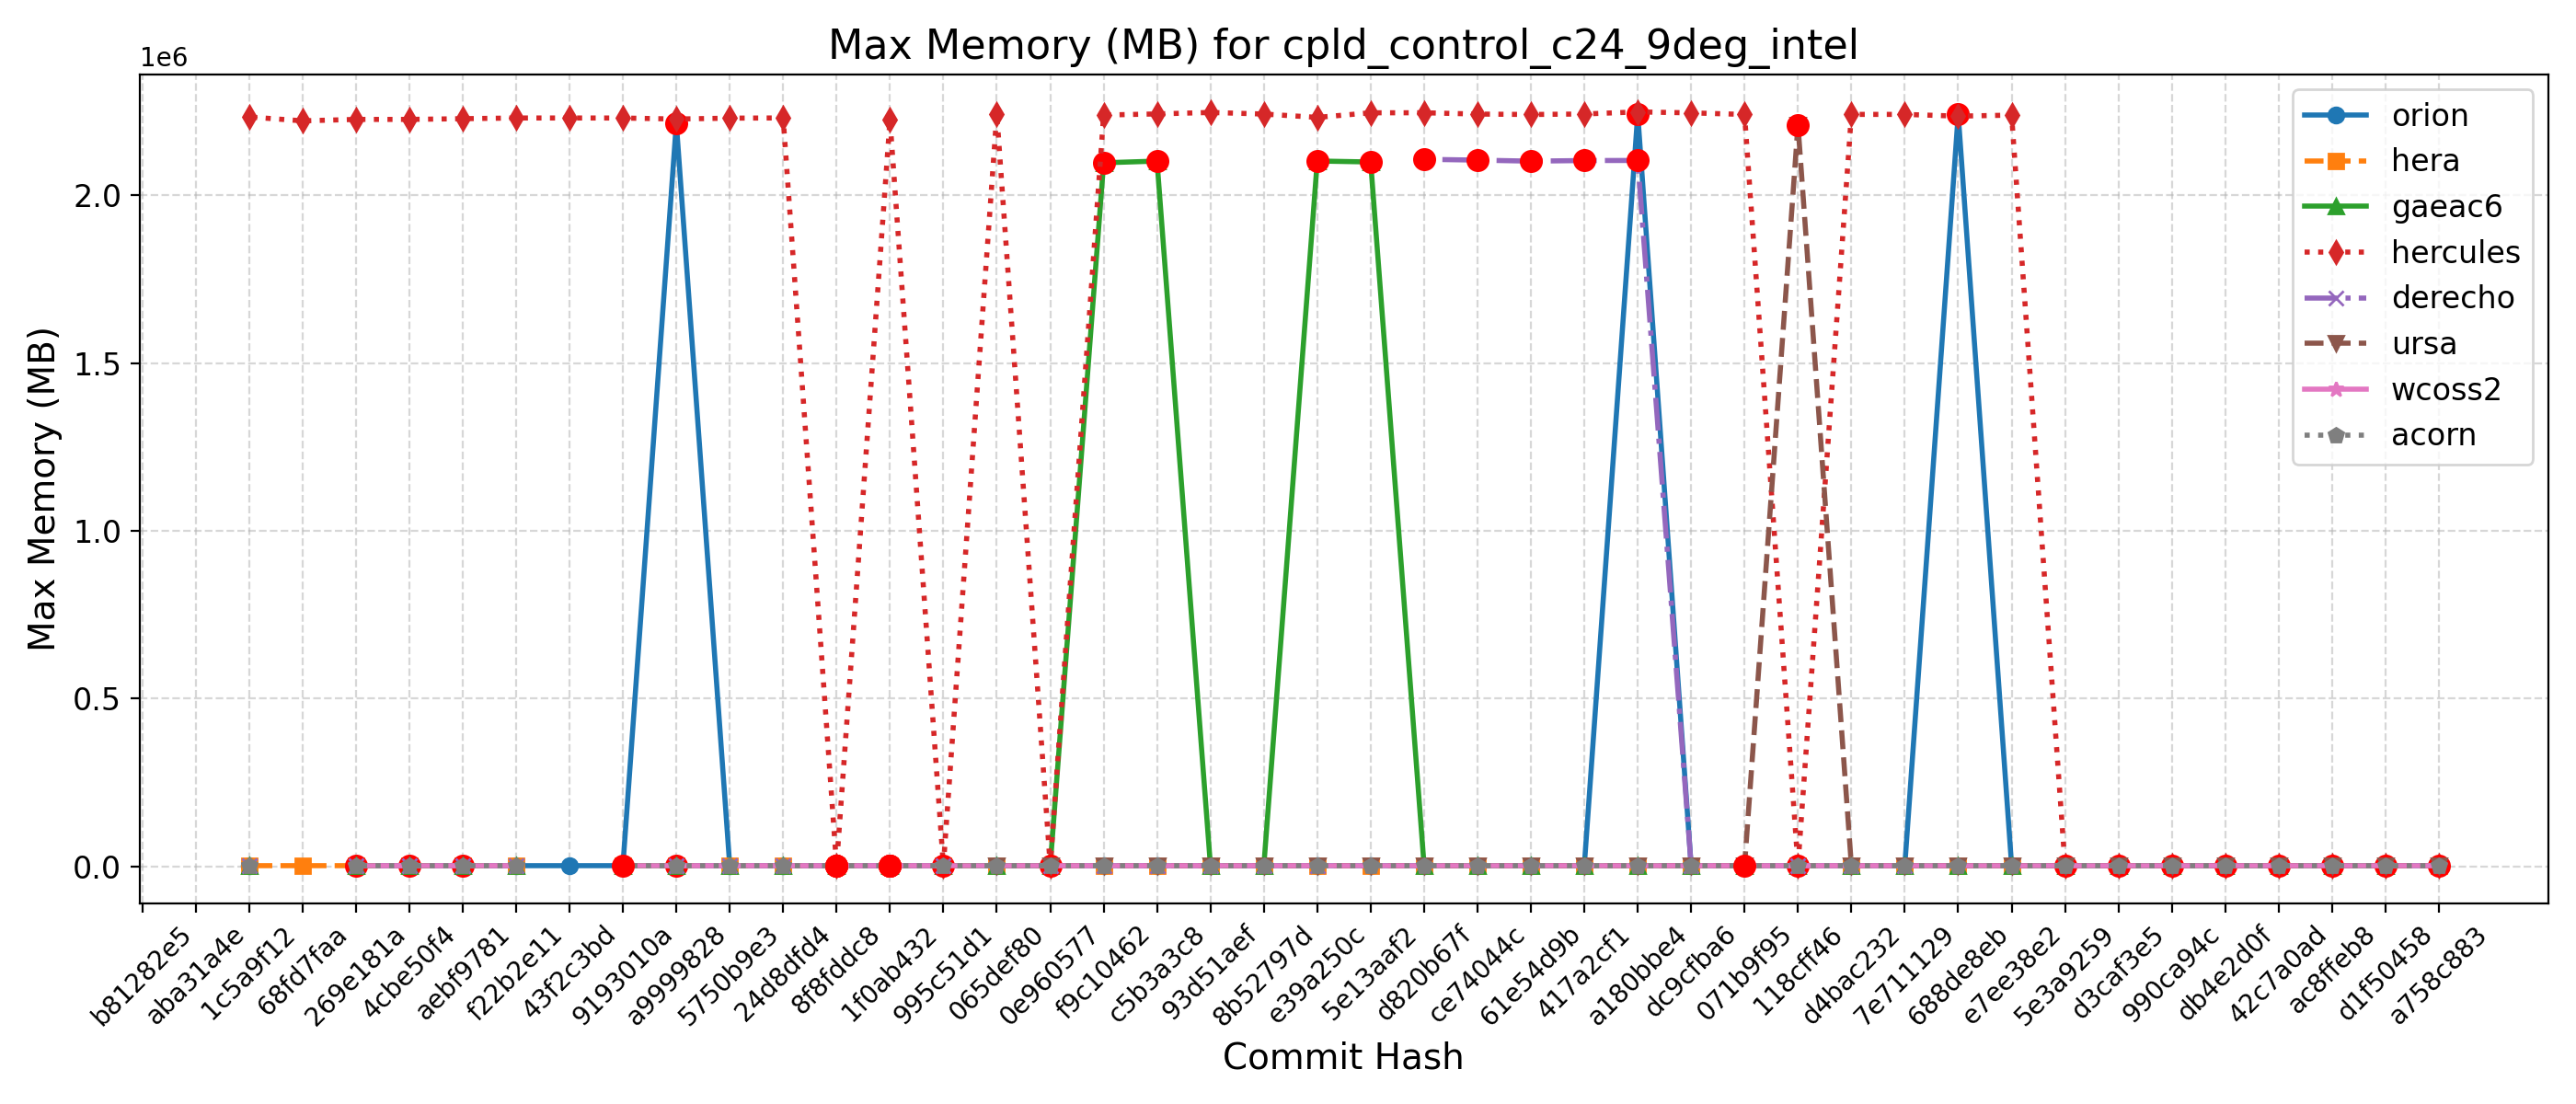 Max Memory (MB) for cpld_control_c24_9deg_intel
1e6
2.0
1.5
1.0
0.5
0.0
Max Memory (MB)
orion
hera
gaeac6
hercules
derecho
ursa
wcoss2
acorn
b81282e5
aba31a4e
1c5a9f12
68fd7faa
269e181a
4cbe50f4
aebf9781
f22b2e11
43f2c3bd
9193010a
a9999828
5750b9e3
24d8dfd4
8f8fddc8
1f0ab432
995c51d1
065def80
0e960577
f9c10462
c5b3a3c8
93d51aef
8b52797d
e39a250c
5e13aaf2
d820b67f
ce74044c
61e54d9b
417a2cf1
a180bbe4
dc9cfba6
071b9f95
118cff46
d4bac232
7e711129
688de8eb
e7ee38e2
5e3a9259
d3caf3e5
990ca94c
db4e2d0f
42c7a0ad
ac8ffeb8
d1f50458
a758c883
Commit Hash